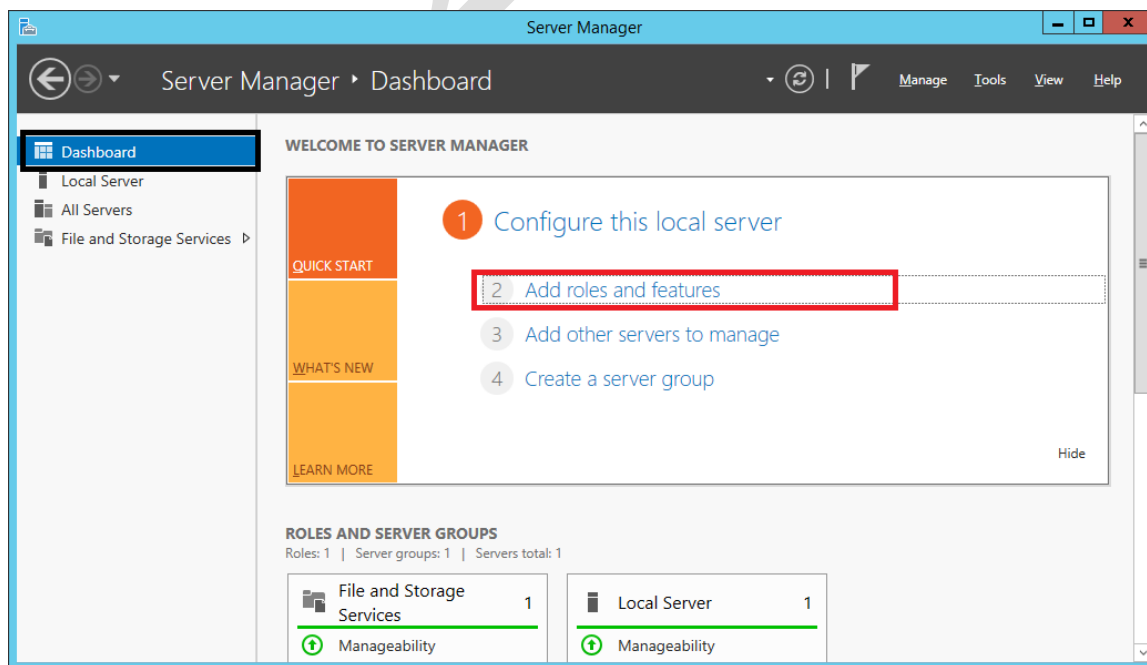 Server Manager
Server Manager ‣ Dashboard
Manage Tools View Help
Dashboard
Local Server
All Servers
File and Storage Services
WELCOME TO SERVER MANAGER
QUICK START
WHAT'S NEW
LEARN MORE
1 Configure this local server
2 Add roles and features
3 Add other servers to manage
4 Create a server group
Hide
ROLES AND SERVER GROUPS
Roles: 1 | Server groups: 1 | Servers total: 1
File and Storage
Services 1
Manageability
Local Server 1
Manageability